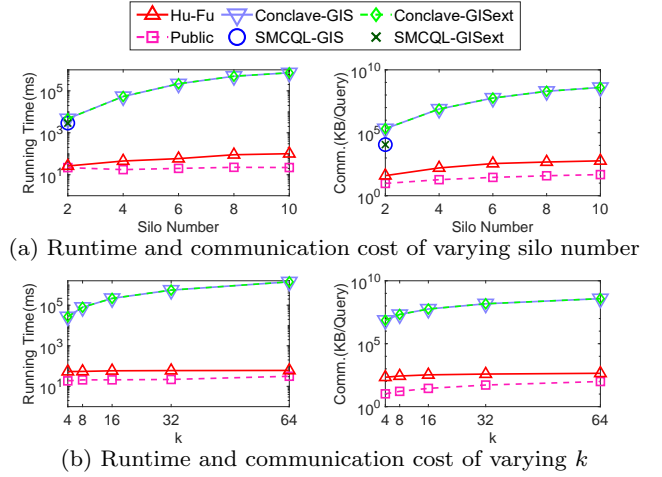 Hu-Fu Conclave-GIS Conclave-GISext
Public SMCQL-GIS SMCQL-GISext
Running Time(ms)
10^5
10^3
10^1
2 4 6 8 10
Silo Number
Comm.(KB/Query)
10^10
10^5
10^0
2 4 6 8 10
Silo Number
(a) Runtime and communication cost of varying silo number
Running Time(ms)
10^5
10^3
10^1
4 8 16 32 64
k
Comm.(KB/Query)
10^10
10^5
10^0
4 8 16 32 64
k
(b) Runtime and communication cost of varying k